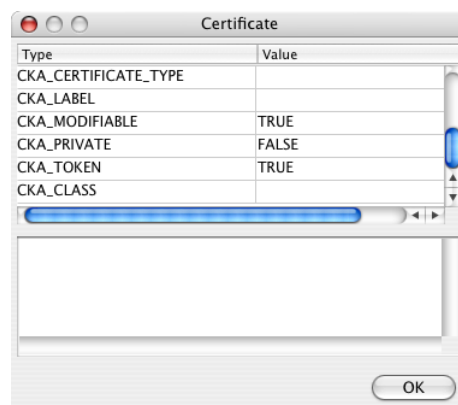 Certificate
Type Value
CKA_CERTIFICATE_TYPE
CKA_LABEL
CKA_MODIFIABLE TRUE
CKA_PRIVATE FALSE
CKA_TOKEN TRUE
CKA_CLASS
OK